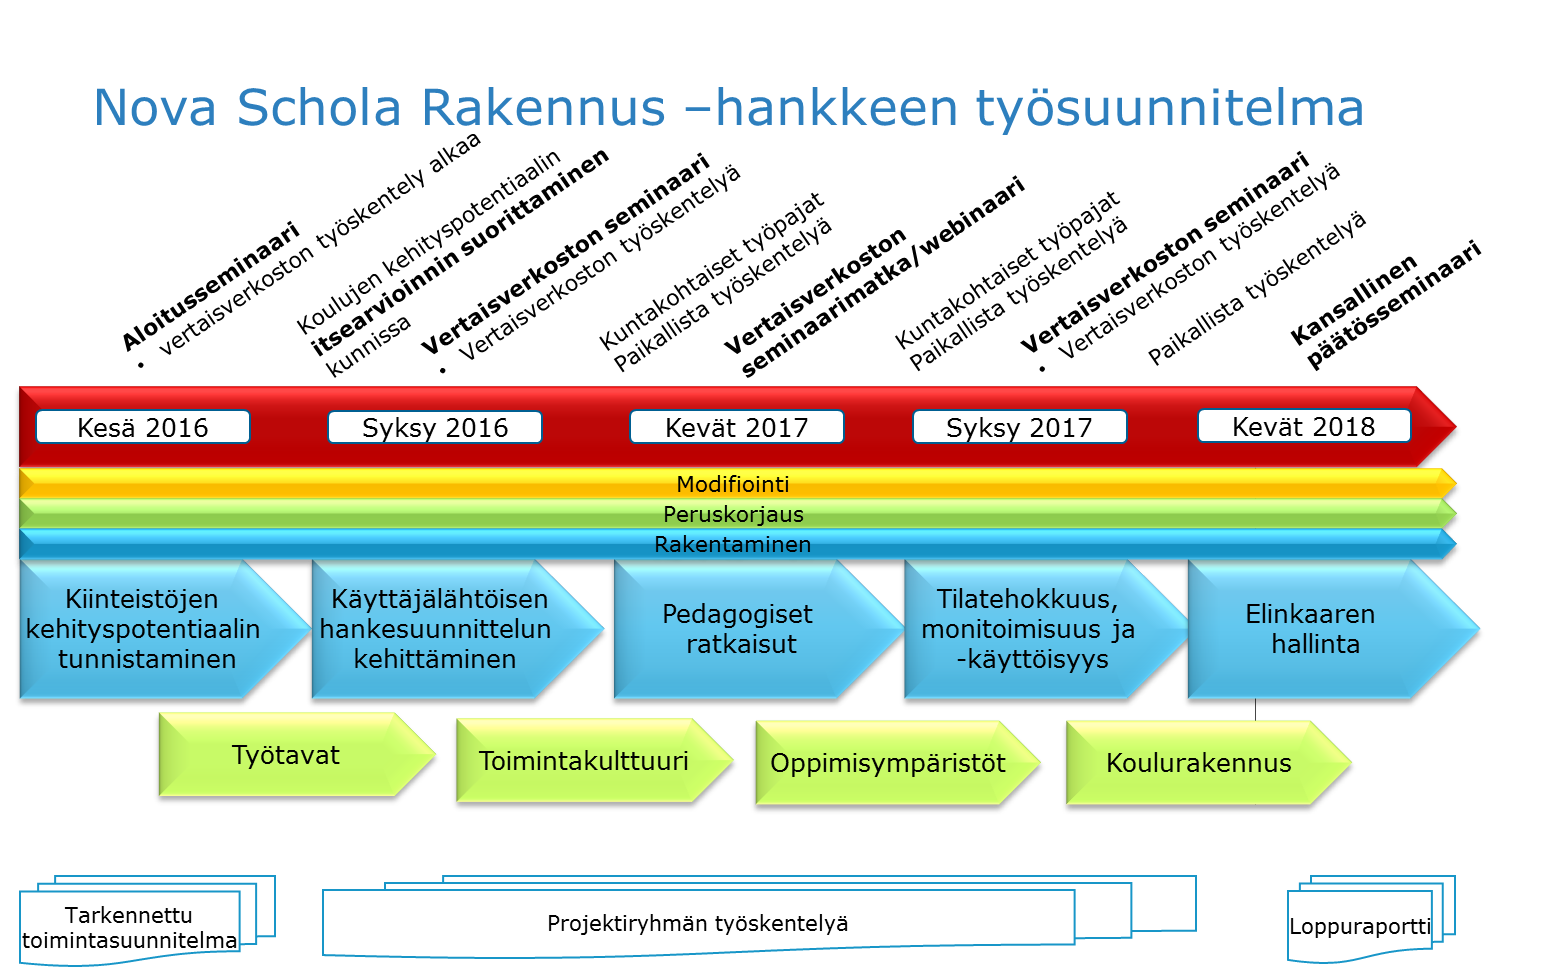 Nova Schola Rakennus –hankkeen työsuunnitelma
Aloitusseminaari
• vertaisverkoston työskentely alkaa
Koulujen kehityspotentiaalin
itsearvioinnin suorittaminen
kunnissa
Vertaisverkoston seminaari
• Vertaisverkoston työskentelyä
Kuntakohtaiset työpajat
Paikallista työskentelyä
Vertaisverkoston
seminaarimatka/webinaari
Kuntakohtaiset työpajat
Paikallista työskentelyä
Vertaisverkoston seminaari
• Vertaisverkoston työskentelyä
Paikallista työskentelyä
Kansallinen
päätösseminaari
Kesä 2016
Syksy 2016
Kevät 2017
Syksy 2017
Kevät 2018
Modifiointi
Peruskorjaus
Rakentaminen
Kiinteistöjen
kehityspotentiaalin
tunnistaminen
Käyttäjälähtöisen
hankesuunnittelun
kehittäminen
Pedagogiset
ratkaisut
Tilatehokkuus,
monitoimisuus ja
-käyttöisyys
Elinkaaren
hallinta
Työtavat
Toimintakulttuuri
Oppimisympäristöt
Koulurakennus
Tarkennettu
toimintasuunnitelma
Projektiryhmän työskentelyä
Loppuraportti